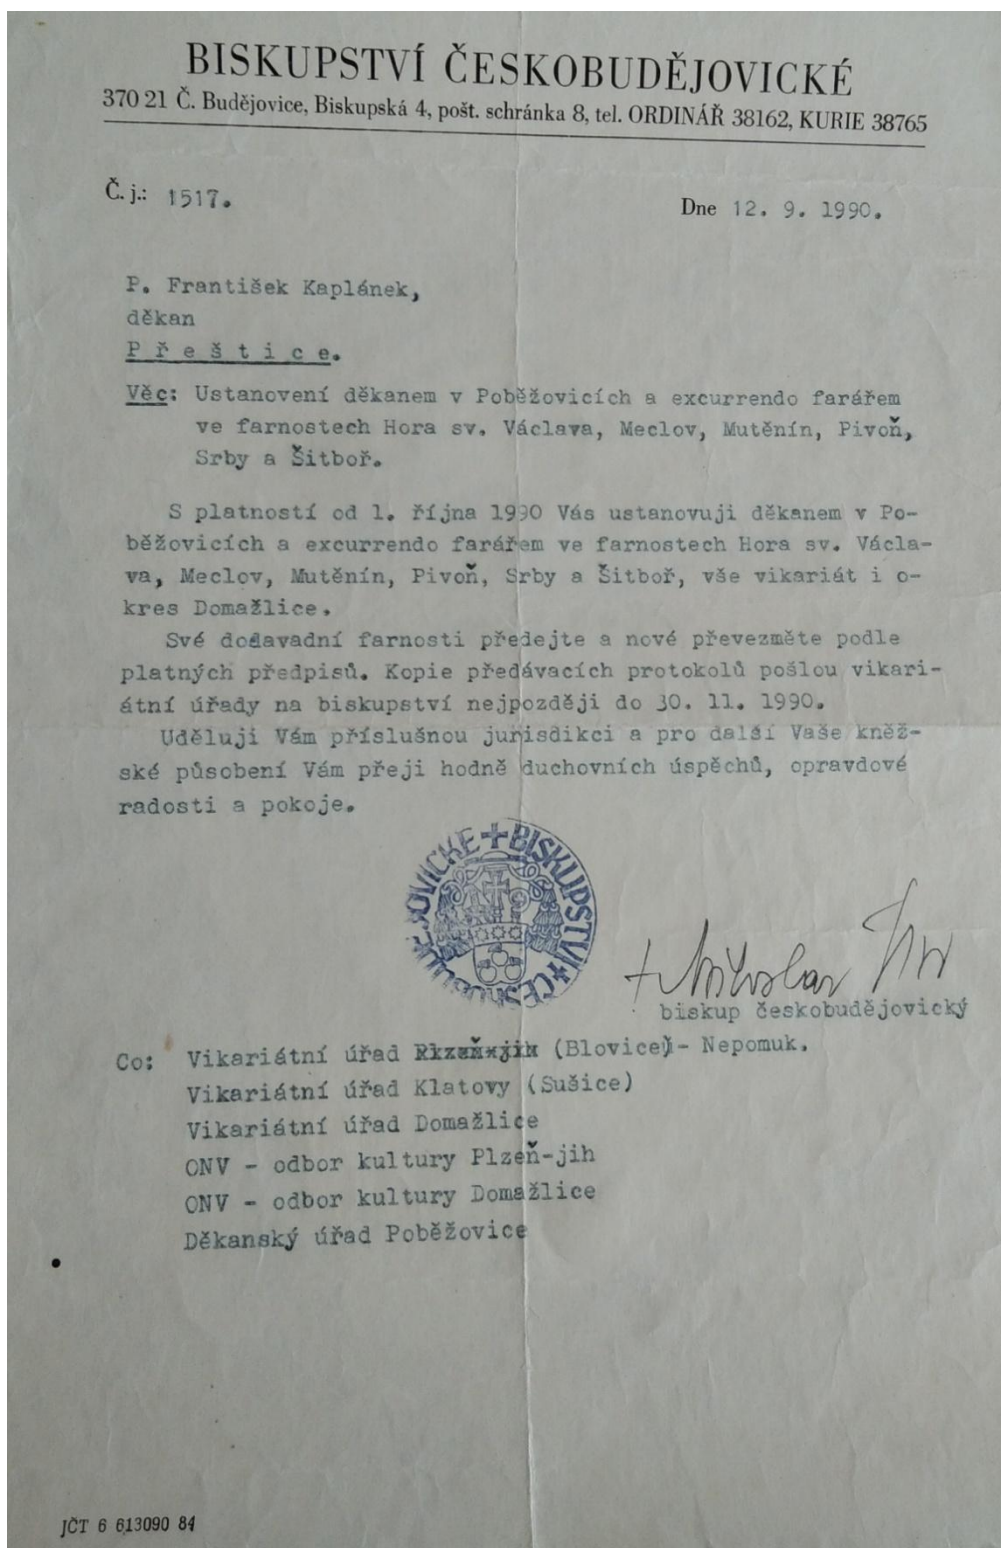 BISKUPSTVÍ ČESKOBUDĚJOVICKÉ
370 21 Č. Budějovice, Biskupská 4, pošt. schránka 8, tel. ORDINÁŘ 38162, KURIE 38765
Č. j.: 1517.
Dne 12. 9. 1990.
P. František Kaplánek,
děkan
Přeštice.
Věc: Ustanovení děkanem v Poběžovicích a excurrendo farářem
ve farnostech Hora sv. Václava, Meclov, Mutěnín, Pivoň,
Srby a Šitboř.
S platností od 1. října 1990 Vás ustanovuji děkanem v Po-
běžovicích a excurrendo farářem ve farnostech Hora sv. Václa-
va, Meclov, Mutěnín, Pivoň, Srby a Šitboř, vše vikariát i o-
kres Domažlice.
Své dodavadní farnosti předejte a nové převezměte podle
platných předpisů. Kopie předávacích protokolů pošlou vikari-
átní úřady na biskupství nejpozději do 30. 11. 1990.
Uděluji Vám příslušnou jurisdikci a pro další Vaše kněž-
ské působení Vám přeji hodně duchovních úspěchů, opravdové
radosti a pokoje.
+ BISKUPSTVÍ + ČESKOBUDĚJOVICKÉ
+ Miloslav
biskup českobudějovický
Co: Vikariátní úřad (Blovice) - Nepomuk.
Vikariátní úřad Klatovy (Sušice)
Vikariátní úřad Domažlice
ONV - odbor kultury Plzeň-jih
ONV - odbor kultury Domažlice
Děkanský úřad Poběžovice
JČT 6 613090 84